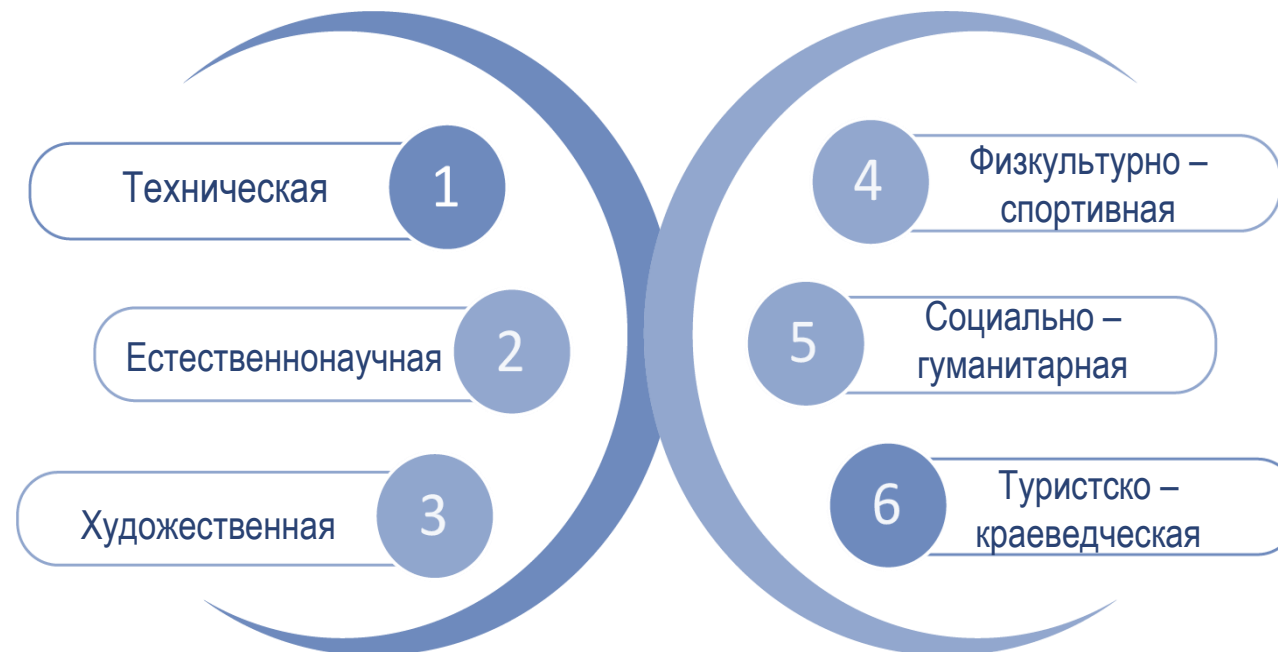 Техническая
1
Естественнонаучная
2
Художественная
3
4
Физкультурно –
спортивная
5
Социально –
гуманитарная
6
Туристско –
краеведческая